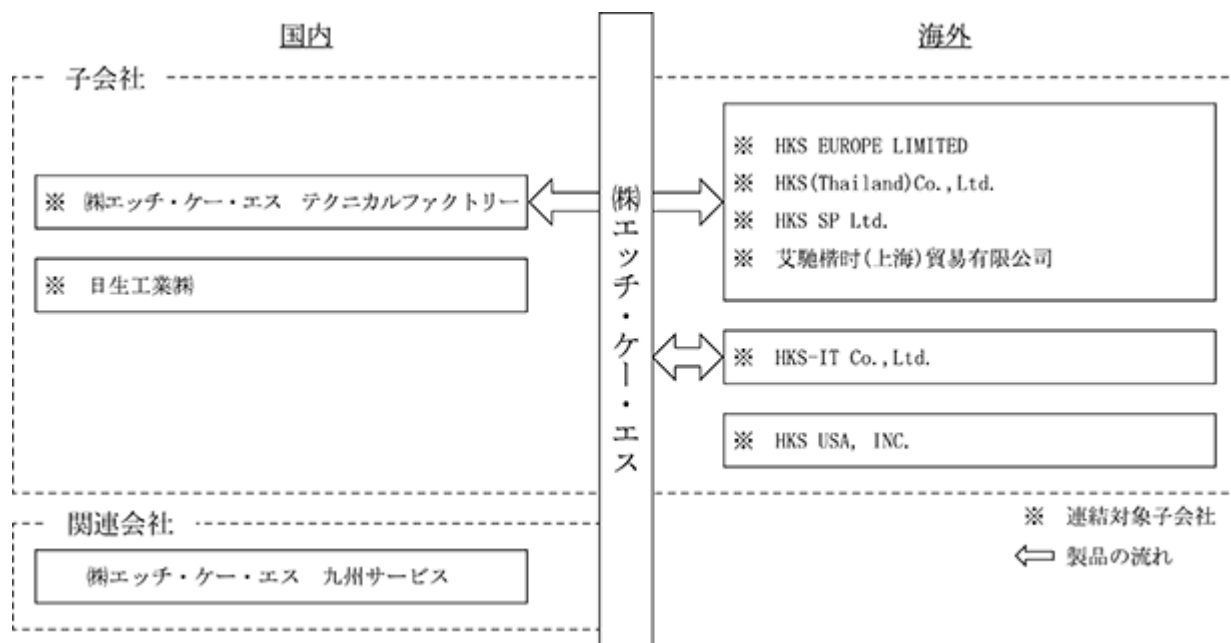 国内
海外
子会社
※ ㈱エッチ・ケー・エス テクニカルファクトリー
※ 日生工業㈱
㈱エッチ・ケー・エス
※ HKS EUROPE LIMITED
※ HKS(Thailand)Co.,Ltd.
※ HKS SP Ltd.
※ 艾馳楷时(上海)貿易有限公司
※ HKS-IT Co.,Ltd.
※ HKS USA, INC.
関連会社
㈱エッチ・ケー・エス 九州サービス
※ 連結対象子会社
製品の流れ